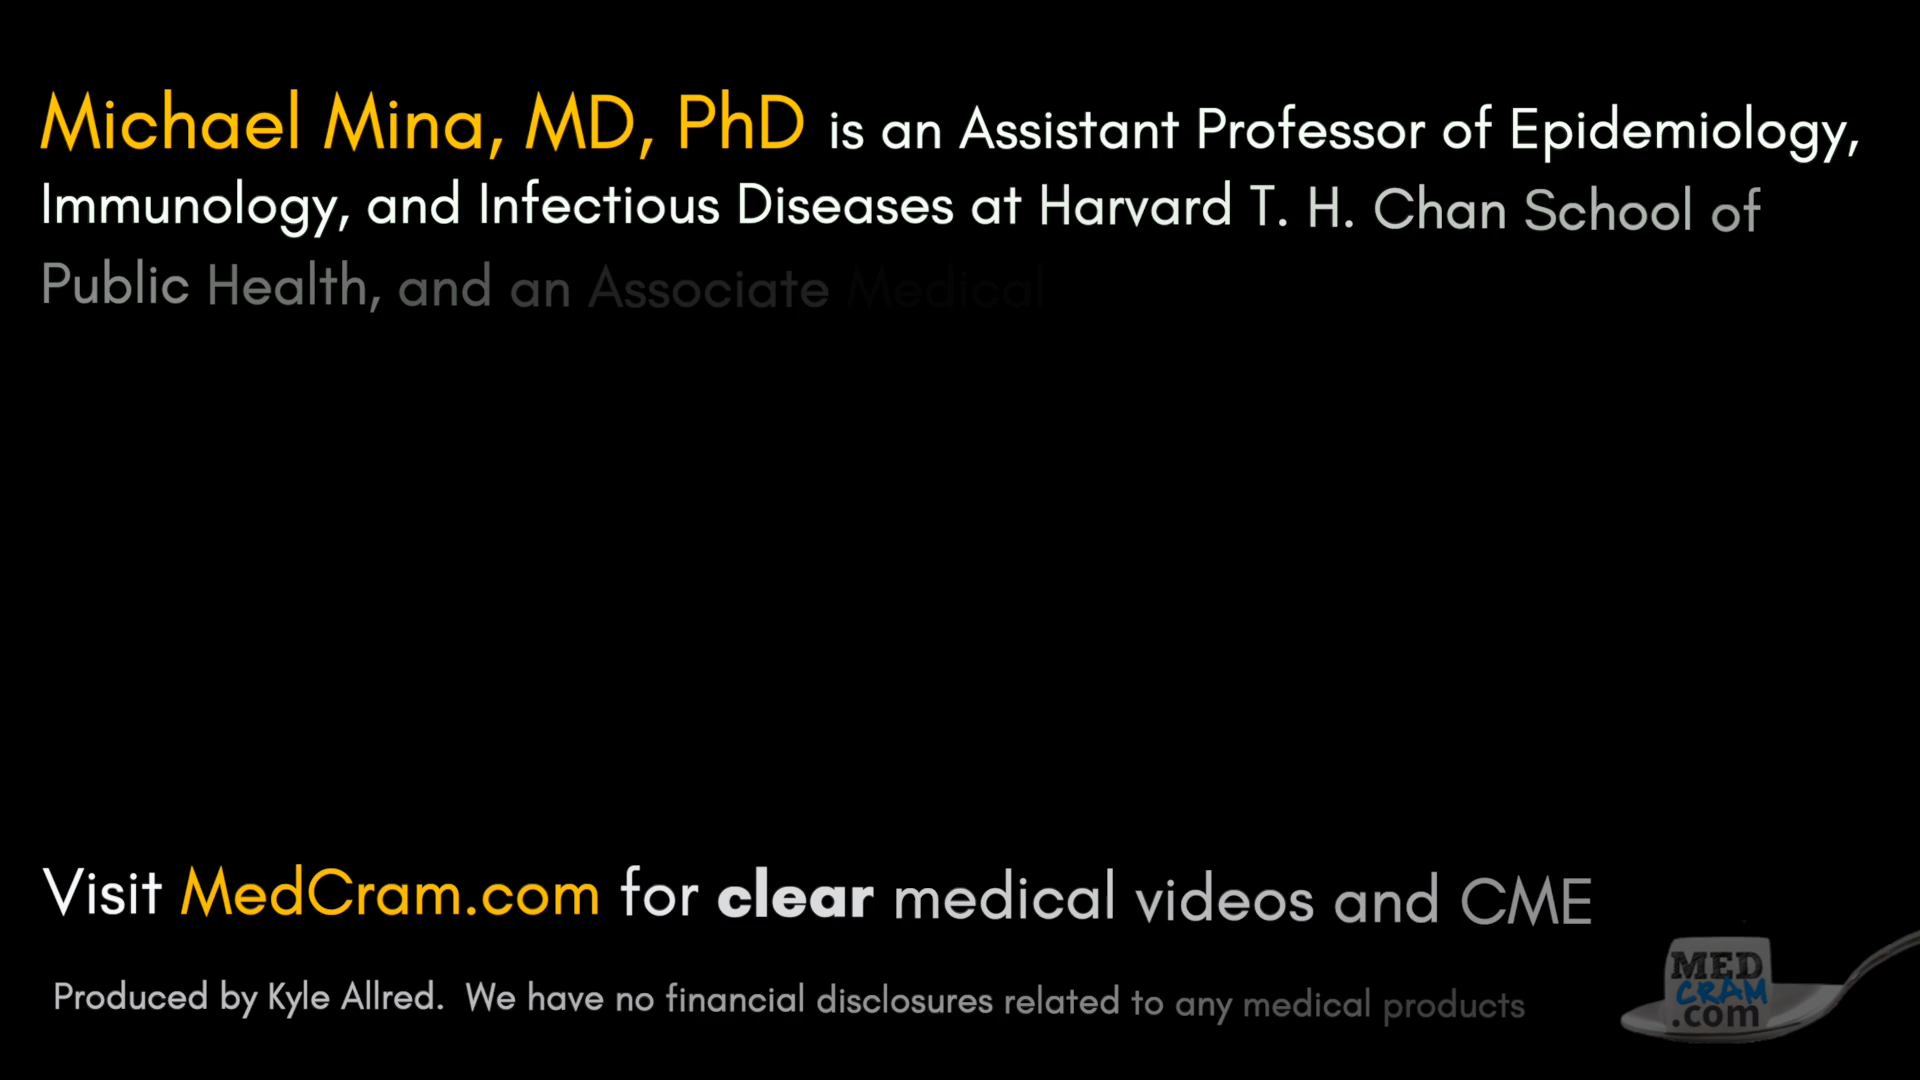 Michael Mina, MD, PhD is an Assistant Professor of Epidemiology,
Immunology, and Infectious Diseases at Harvard T. H. Chan School of
Public Health, and an Associate Medical
Visit MedCram.com for clear medical videos and CME
Produced by Kyle Allred. We have no financial disclosures related to any medical products
MED
CRAM
.com